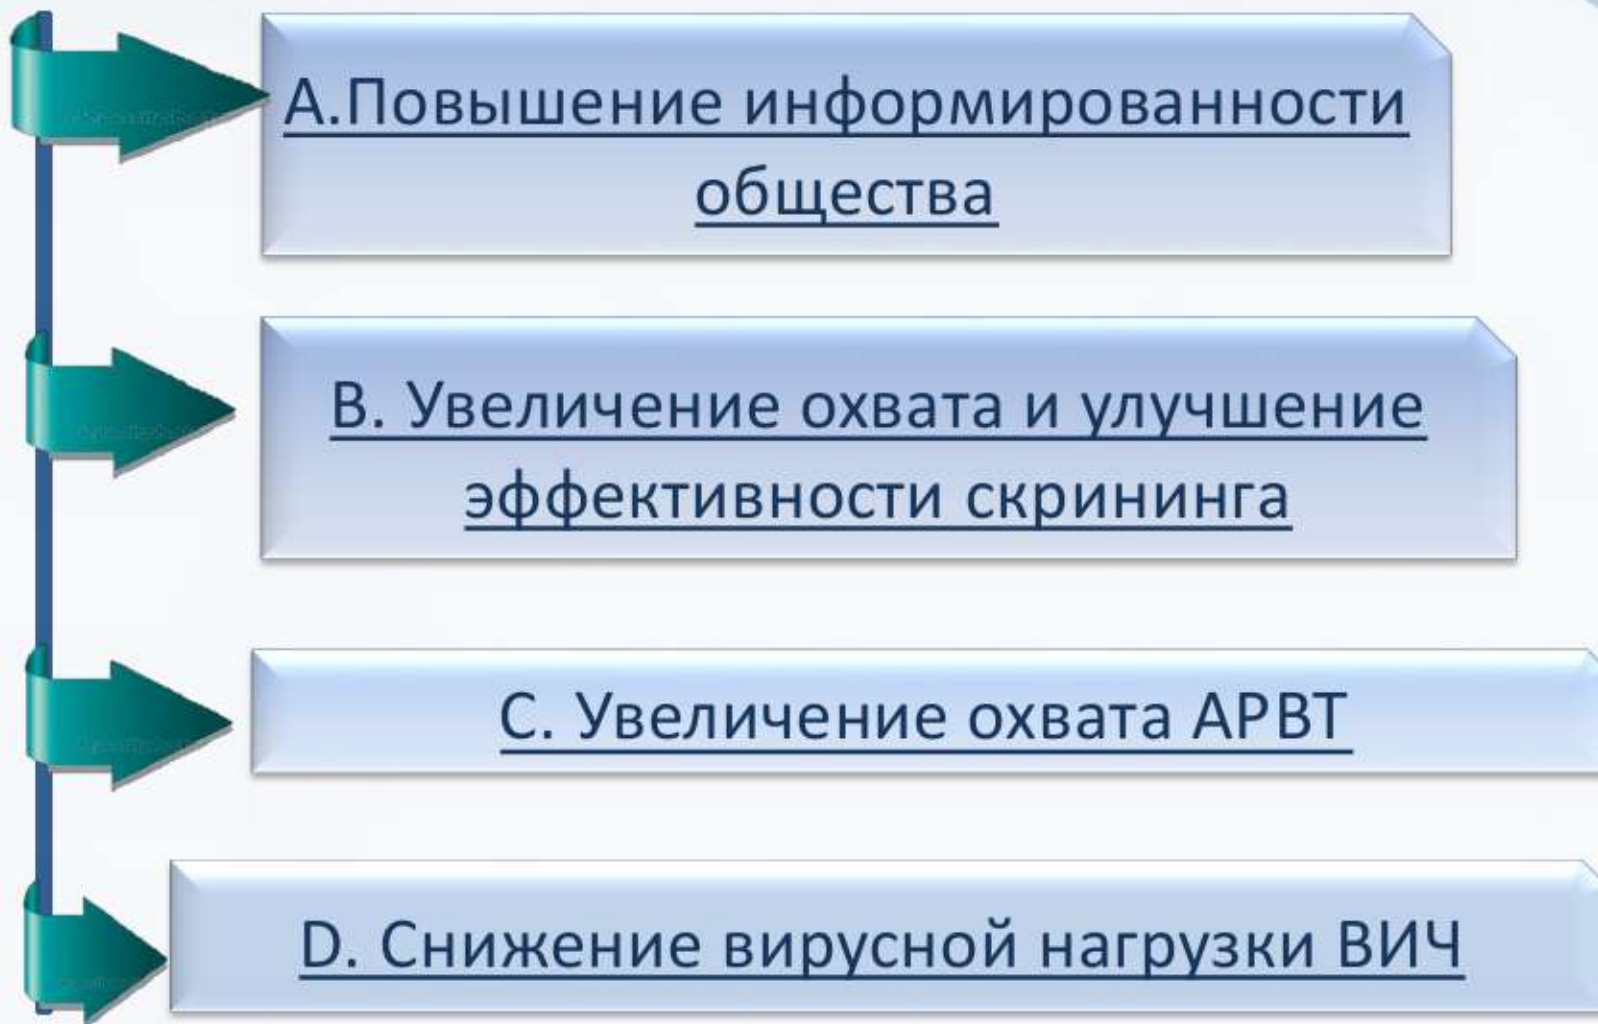 А.Повышение информированности
общества
В. Увеличение охвата и улучшение
эффективности скрининга
С. Увеличение охвата АРВТ
D. Снижение вирусной нагрузки ВИЧ